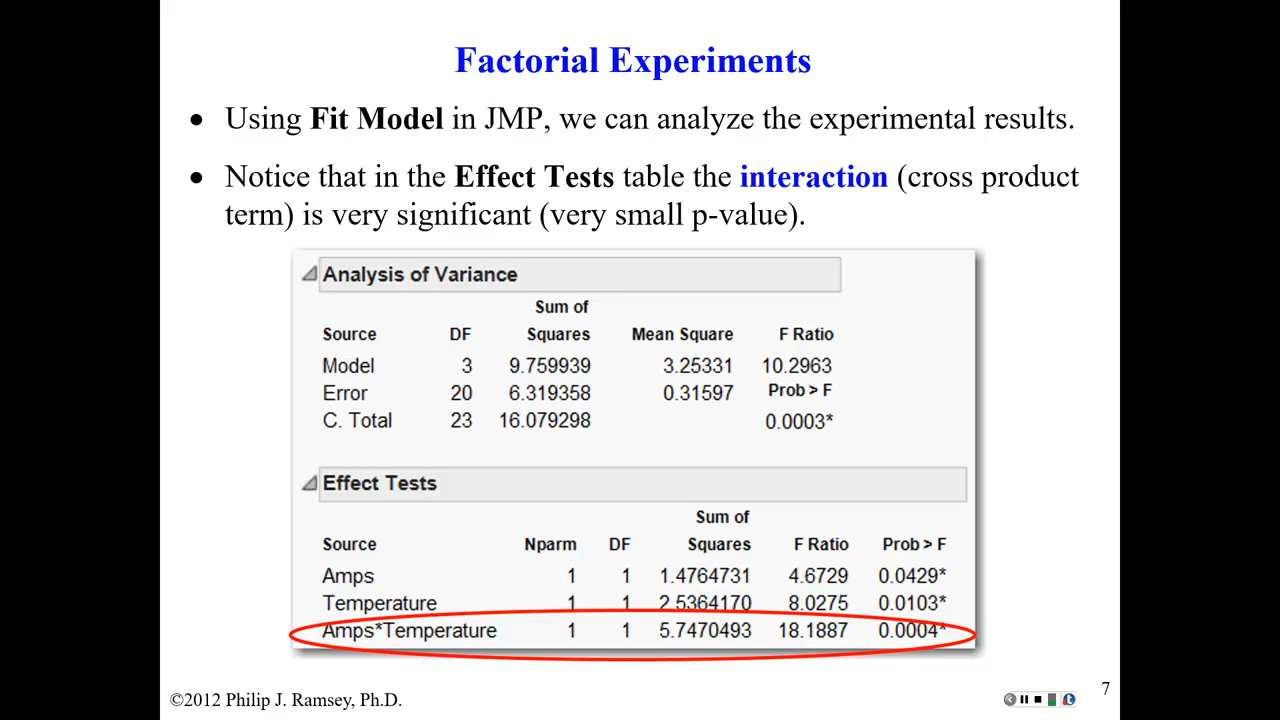 Factorial Experiments
• Using Fit Model in JMP, we can analyze the experimental results.
• Notice that in the Effect Tests table the interaction (cross product
term) is very significant (very small p-value).
Analysis of Variance
Sum of
Source DF Squares Mean Square F Ratio
Model 3 9.759939 3.25331 10.2963
Error 20 6.319358 0.31597 Prob > F
C. Total 23 16.079298 0.0003*
Effect Tests
Sum of
Source Nparm DF Squares F Ratio Prob > F
Amps 1 1 1.4764731 4.6729 0.0429*
Temperature 1 1 2.5364170 8.0275 0.0103*
Amps*Temperature 1 1 5.7470493 18.1887 0.0004*
©2012 Philip J. Ramsey, Ph.D.
7